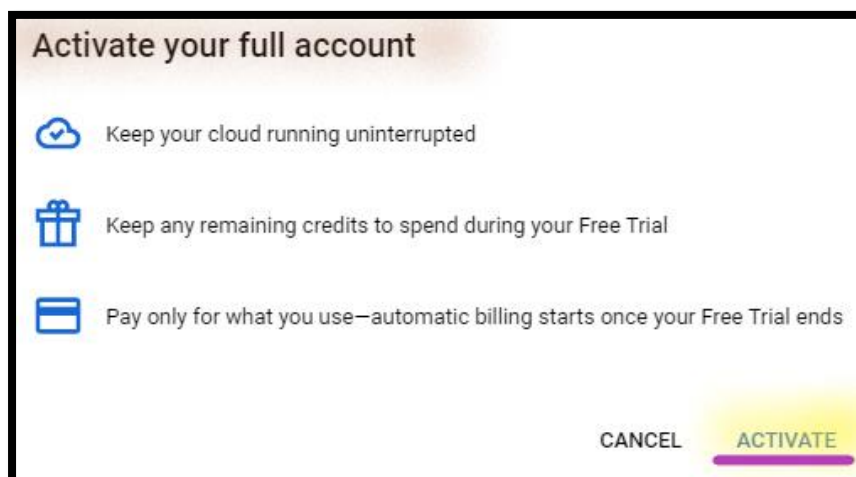 Activate your full account
Keep your cloud running uninterrupted
Keep any remaining credits to spend during your Free Trial
Pay only for what you use—automatic billing starts once your Free Trial ends
CANCEL ACTIVATE